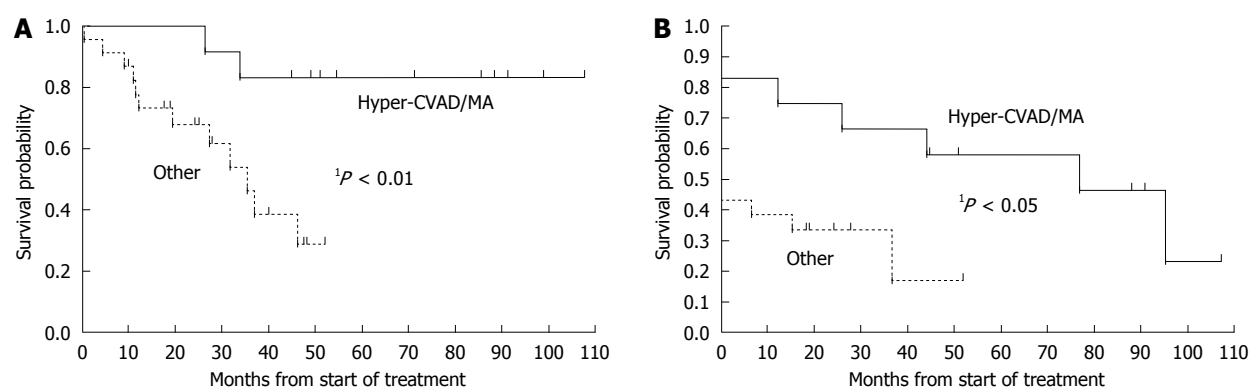 A
1.0
0.8
0.6
0.4
0.2
0.0
Survival probability
Hyper-CVAD/MA
Other
¹P < 0.01
0 10 20 30 40 50 60 70 80 90 100 110
Months from start of treatment
B
1.0
0.9
0.8
0.7
0.6
0.5
0.4
0.3
0.2
0.1
0.0
Survival probability
Hyper-CVAD/MA
¹P < 0.05
Other
0 10 20 30 40 50 60 70 80 90 100 110
Months from start of treatment